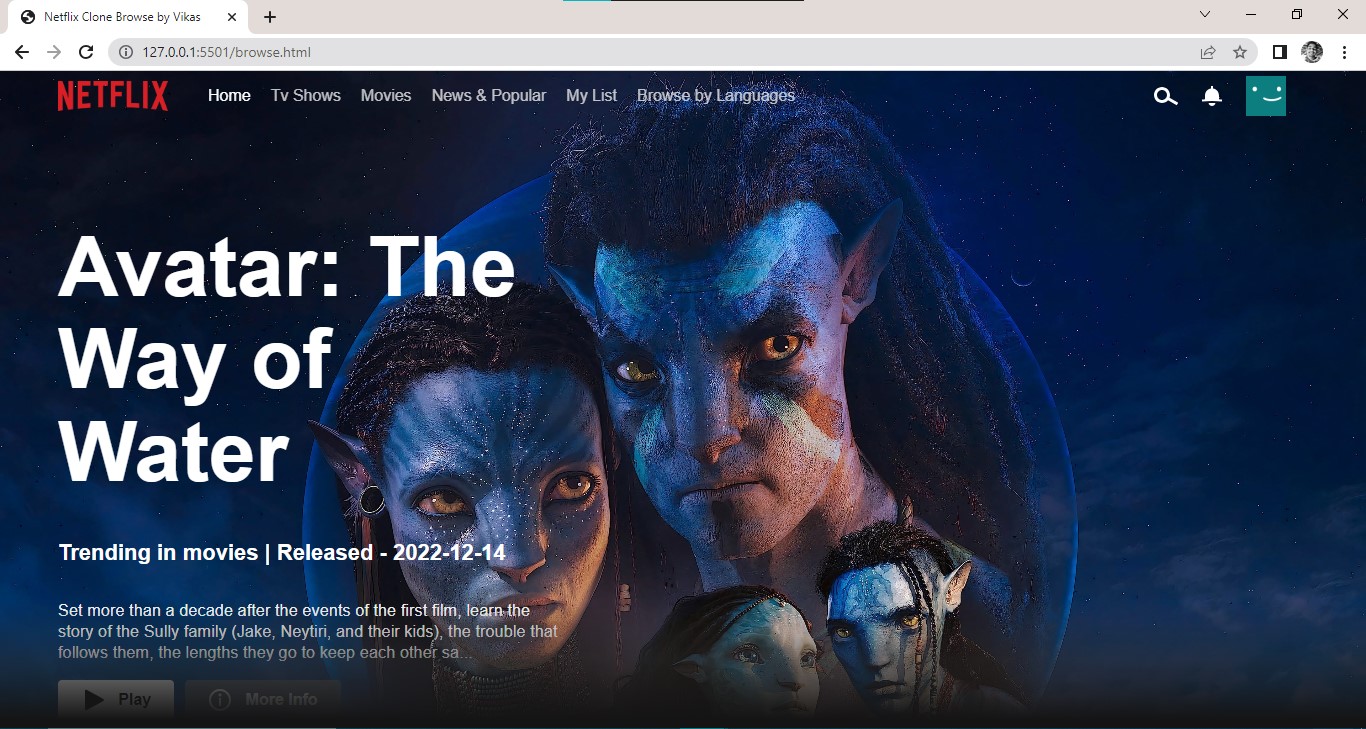 Netflix Clone Browse by Vikas
127.0.0.1:5501/browse.html
NETFLIX Home Tv Shows Movies News & Popular My List Browse by Languages
Avatar: The
Way of
Water
Trending in movies | Released - 2022-12-14
Set more than a decade after the events of the first film, learn the
story of the Sully family (Jake, Neytiri, and their kids), the trouble that
follows them, the lengths they go to keep each other sa...
Play More Info